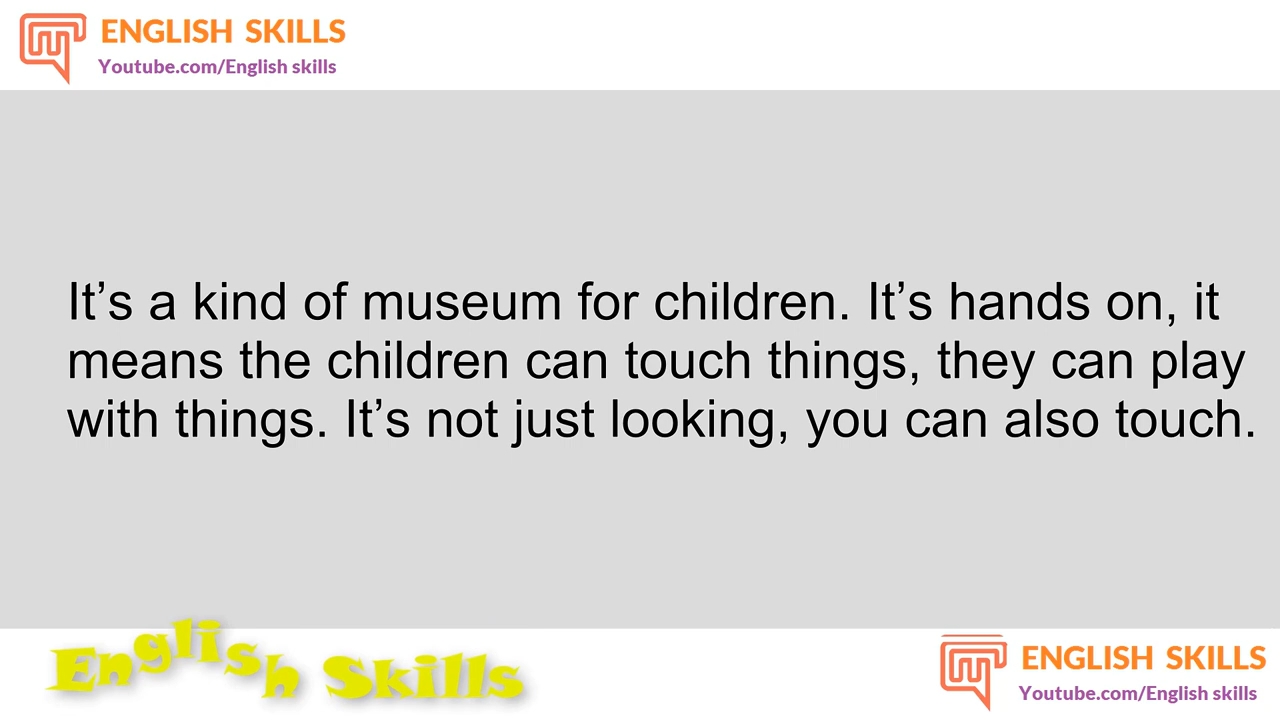 ENGLISH SKILLS
Youtube.com/English skills
It’s a kind of museum for children. It’s hands on, it
means the children can touch things, they can play
with things. It’s not just looking, you can also touch.
English Skills
ENGLISH SKILLS
Youtube.com/English skills